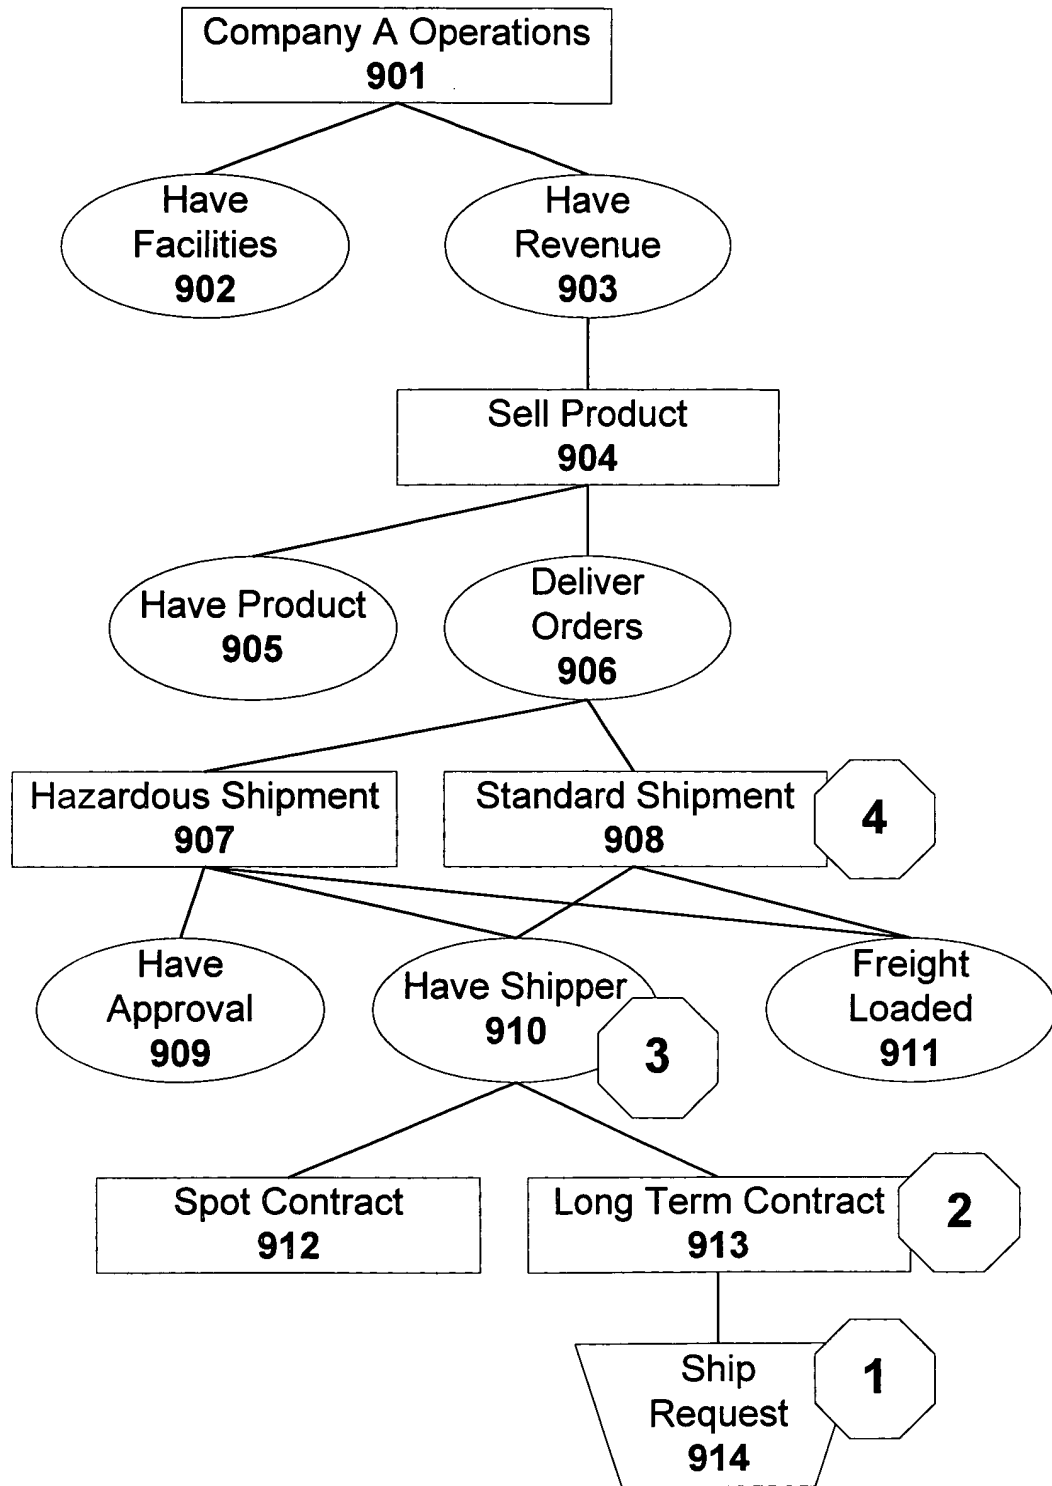 Company A Operations
901
Have
Facilities
902
Have
Revenue
903
Sell Product
904
Have Product
905
Deliver
Orders
906
Hazardous Shipment
907
Standard Shipment
908
4
Have
Approval
909
Have Shipper
910
3
Freight
Loaded
911
Spot Contract
912
Long Term Contract
913
2
Ship
Request
914
1